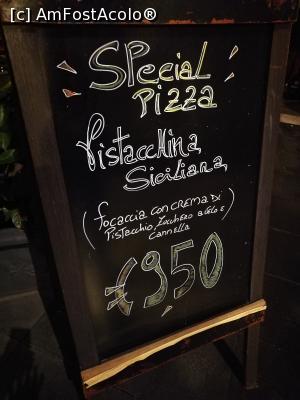 [c] AmFostAcolo®
SPecial
Pizza
Pistacchina
Siciliana
(focaccia con CREMA Di
Pistacchio Zucchero a velo e
Cannella)
€ 9,50